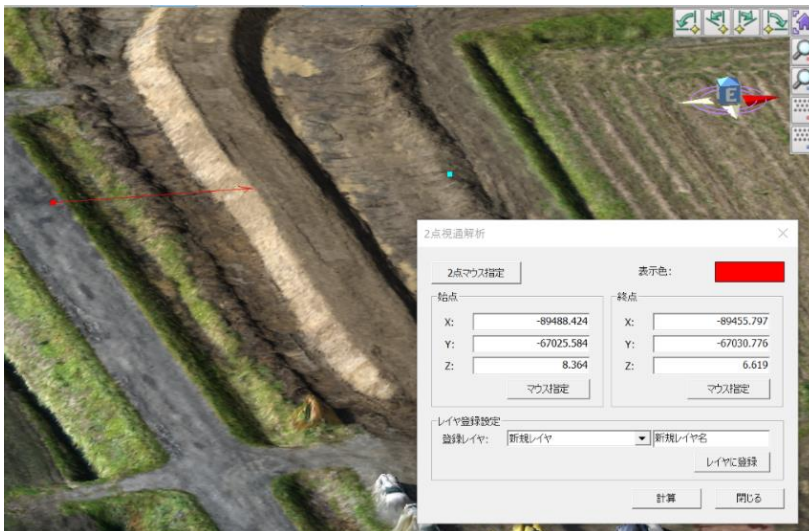 E
2点視通解析
2点マウス指定
表示色:
始点
X: -89488.424
Y: -67025.584
Z: 8.364
マウス指定
終点
X: -89455.797
Y: -67030.776
Z: 6.619
マウス指定
レイヤ登録設定
登録レイヤ: 新規レイヤ 新規レイヤ名
レイヤに登録
計算 閉じる